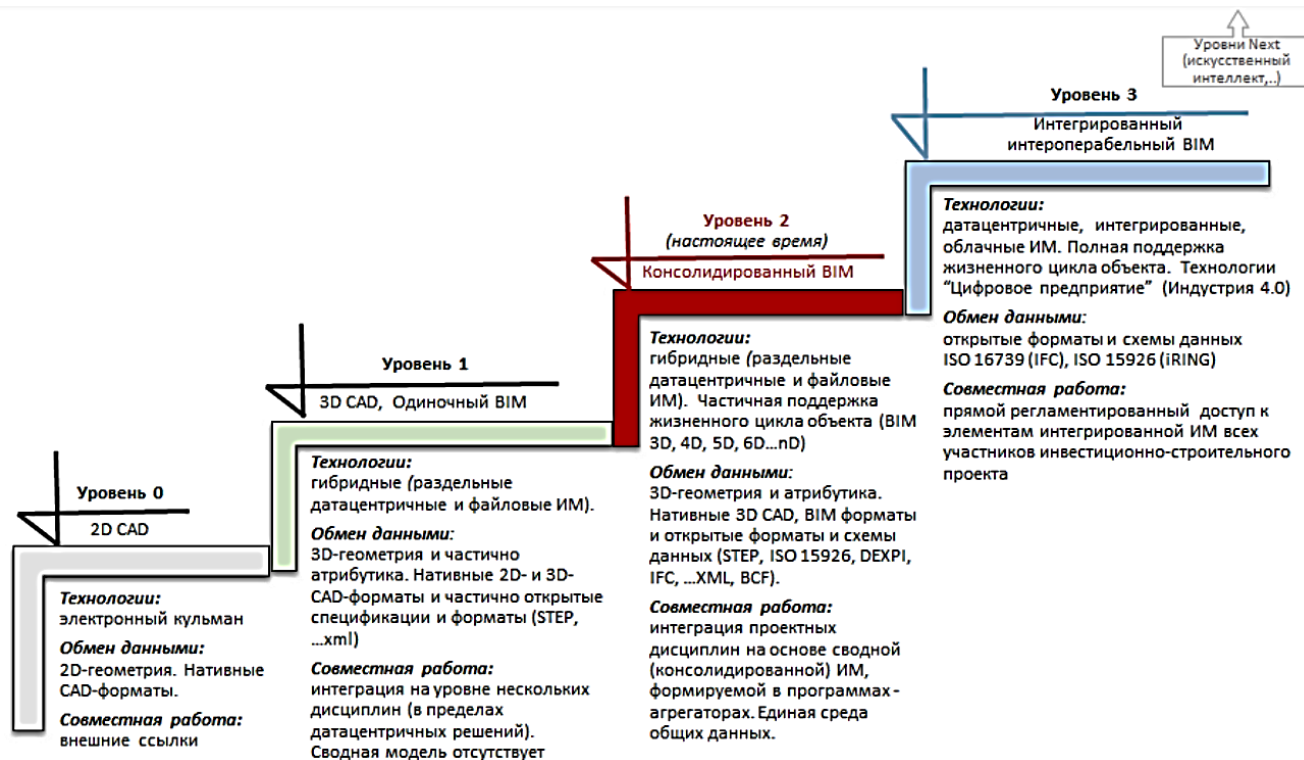 Уровни Next
(искусственный
интеллект,..)
Уровень 3
Интегрированный
интероперабельный BIM
Технологии:
датацентричные, интегрированные,
облачные ИМ. Полная поддержка
жизненного цикла объекта. Технологии
“Цифровое предприятие” (Индустрия 4.0)
Обмен данными:
открытые форматы и схемы данных
ISO 16739 (IFC), ISO 15926 (iRING)
Совместная работа:
прямой регламентированный доступ к
элементам интегрированной ИМ всех
участников инвестиционно-строительного
проекта
Уровень 2
(настоящее время)
Консолидированный BIM
Технологии:
гибридные (раздельные
датацентричные и файловые
ИМ). Частичная поддержка
жизненного цикла объекта (BIM
3D, 4D, 5D, 6D...nD)
Обмен данными:
3D-геометрия и атрибутика.
Нативные 3D CAD, BIM форматы
и открытые форматы и схемы
данных (STEP, ISO 15926, DEXPI,
IFC, ...XML, BCF).
Совместная работа:
интеграция проектных
дисциплин на основе сводной
(консолидированной) ИМ,
формируемой в программах-
агрегаторах. Единая среда
общих данных.
Уровень 1
3D CAD, Одиночный BIM
Технологии:
гибридные (раздельные
датацентричные и файловые ИМ).
Обмен данными:
3D-геометрия и частично
атрибутика. Нативные 2D- и 3D-
CAD-форматы и частично открытые
спецификации и форматы (STEP,
...xml)
Совместная работа:
интеграция на уровне нескольких
дисциплин (в пределах
датацентричных решений).
Сводная модель отсутствует
Уровень 0
2D CAD
Технологии:
электронный кульман
Обмен данными:
2D-геометрия. Нативные
CAD-форматы.
Совместная работа:
внешние ссылки